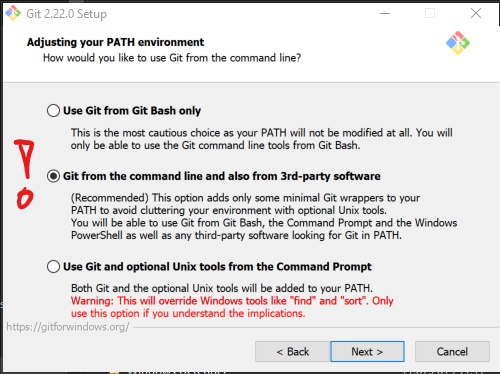 Git 2.22.0 Setup
Adjusting your PATH environment
How would you like to use Git from the command line?
Use Git from Git Bash only
This is the most cautious choice as your PATH will not be modified at all. You will
only be able to use the Git command line tools from Git Bash.
Git from the command line and also from 3rd-party software
(Recommended) This option adds only some minimal Git wrappers to your
PATH to avoid cluttering your environment with optional Unix tools.
You will be able to use Git from Git Bash, the Command Prompt and the Windows
PowerShell as well as any third-party software looking for Git in PATH.
Use Git and optional Unix tools from the Command Prompt
Both Git and the optional Unix tools will be added to your PATH.
Warning: This will override Windows tools like "find" and "sort". Only
use this option if you understand the implications.
https://gitforwindows.org/
< Back
Next >
Cancel